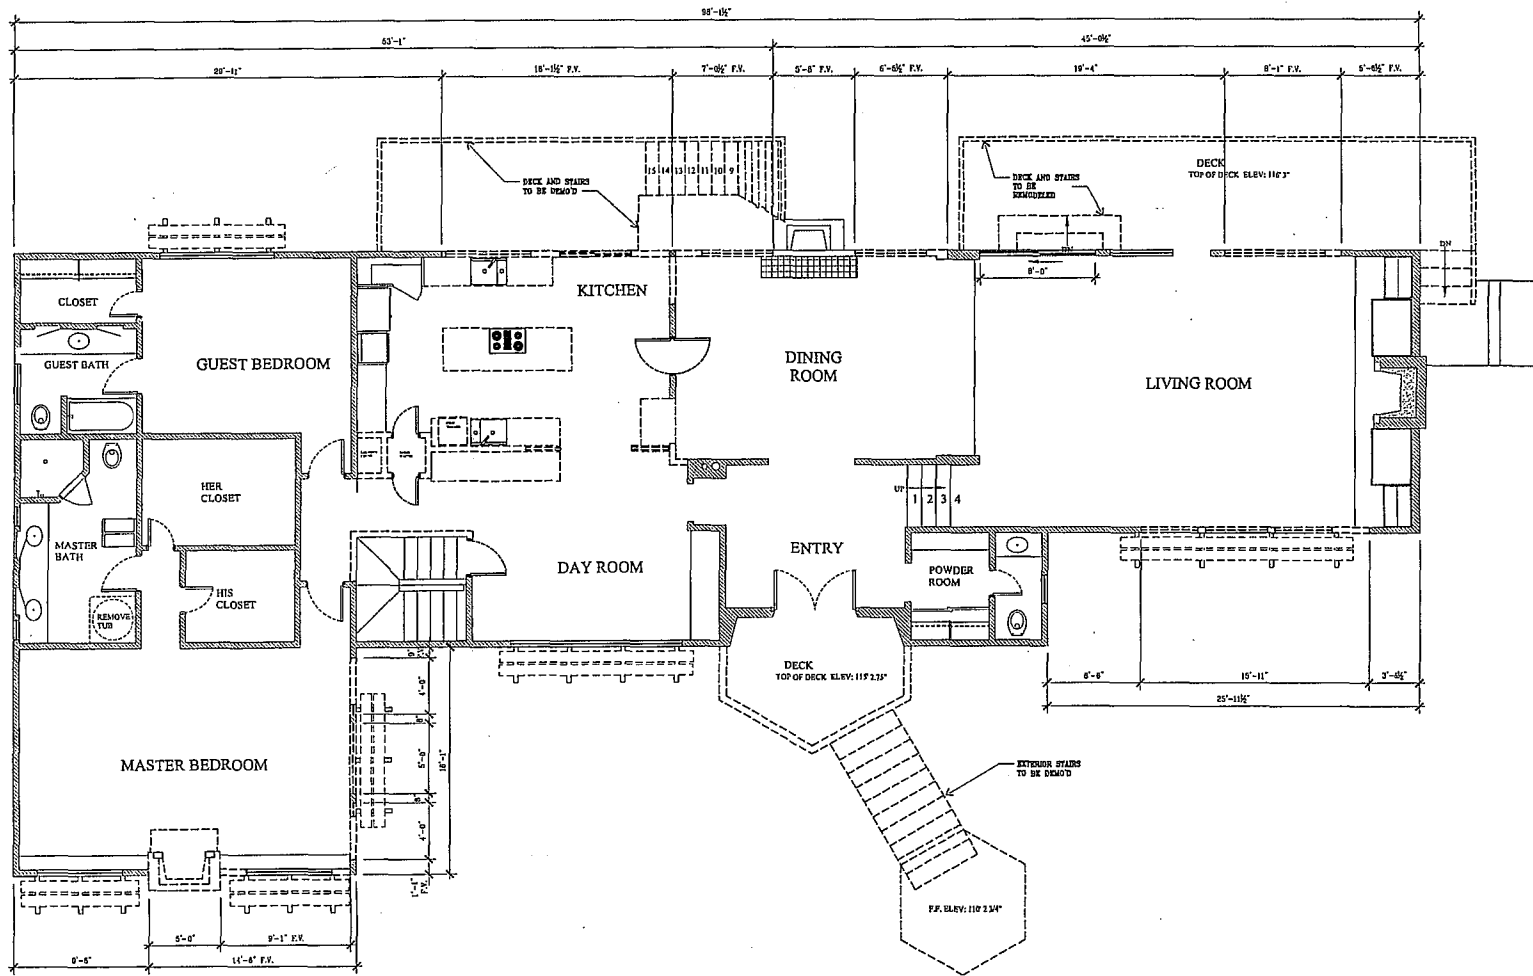 98'-1½"
53'-1"
45'-0½"
20'-11"
16'-1½" F.V.
7'-0½" F.V.
5'-8" F.V.
6'-5½" F.V.
19'-4"
8'-1" F.V.
5'-6½" F.V.
DECK
TOP OF DECK ELEV: 116' 3"
15 14 13 12 11 10 9
DECK AND STAIRS
TO BE DEMO'D
DECK AND STAIRS
TO BE
REMODELED
DN
DN
8'-0"
CLOSET
KITCHEN
GUEST BATH
GUEST BEDROOM
DINING
ROOM
LIVING ROOM
HER
CLOSET
UP
1 2 3 4
MASTER
BATH
ENTRY
DAY ROOM
POWDER
ROOM
HIS
CLOSET
REMOVE
TUB
DECK
TOP OF DECK ELEV: 115' 2.75"
9"
4'-0"
8"
5'-0"
8"
4'-0"
1'-1"
F.V.
18'-1"
6'-6"
15'-11"
3'-6½"
25'-11½"
MASTER BEDROOM
EXTERIOR STAIRS
TO BE DEMO'D
F.F. ELEV: 110' 2 3/4"
5'-0"
9'-1" F.V.
9'-5"
14'-6" F.V.